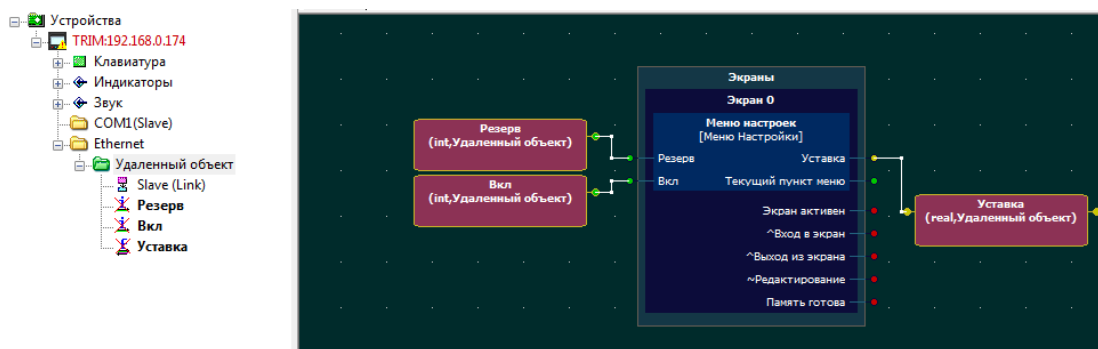 Устройства
TRIM:192.168.0.174
Клавиатура
Индикаторы
Звук
COM1(Slave)
Ethernet
Удаленный объект
Slave (Link)
Резерв
Вкл
Уставка
Резерв
(int,Удаленный объект)
Вкл
(int,Удаленный объект)
Экраны
Экран 0
Меню настроек
[Меню Настройки]
Резерв Уставка
Вкл Текущий пункт меню
Экран активен
^Вход в экран
^Выход из экрана
~Редактирование
Память готова
Уставка
(real,Удаленный объект)